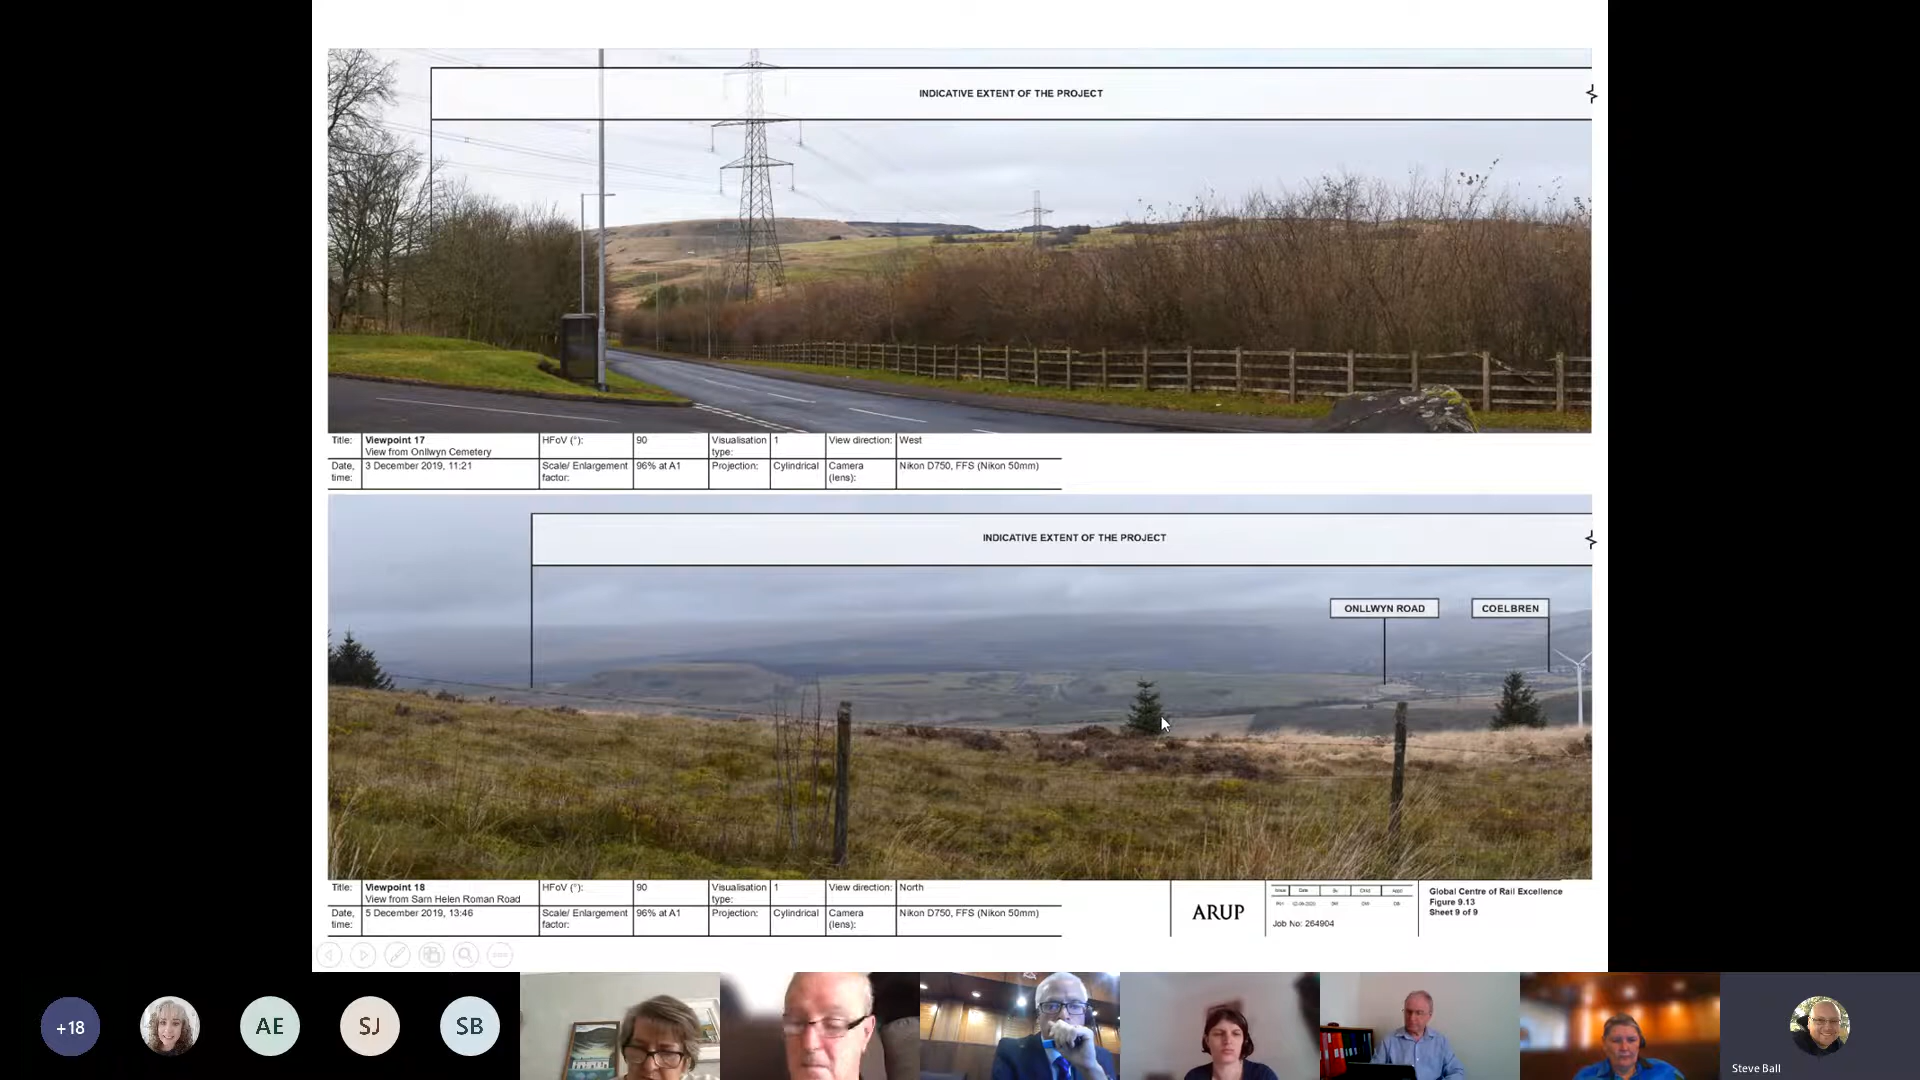 INDICATIVE EXTENT OF THE PROJECT
Title: Viewpoint 17 HFoV (°): 90 Visualisation 1 View direction: West
View from Onllwyn Cemetery type:
Date, 3 December 2019, 11:21 Scale/ Enlargement 96% at A1 Projection: Cylindrical Camera Nikon D750, FFS (Nikon 50mm)
time: factor: (lens):
INDICATIVE EXTENT OF THE PROJECT
ONLLWYN ROAD COELBREN
Title: Viewpoint 18 HFoV (°): 90 Visualisation 1 View direction: North
View from Sarn Helen Roman Road type:
Date, 5 December 2019, 13:46 Scale/ Enlargement 96% at A1 Projection: Cylindrical Camera Nikon D750, FFS (Nikon 50mm)
time: factor: (lens):
ARUP
Issue Date By Chkd Appd
Job No: 264904
Global Centre of Rail Excellence
Figure 9.13
Sheet 9 of 9
+18 AE SJ SB
Steve Ball